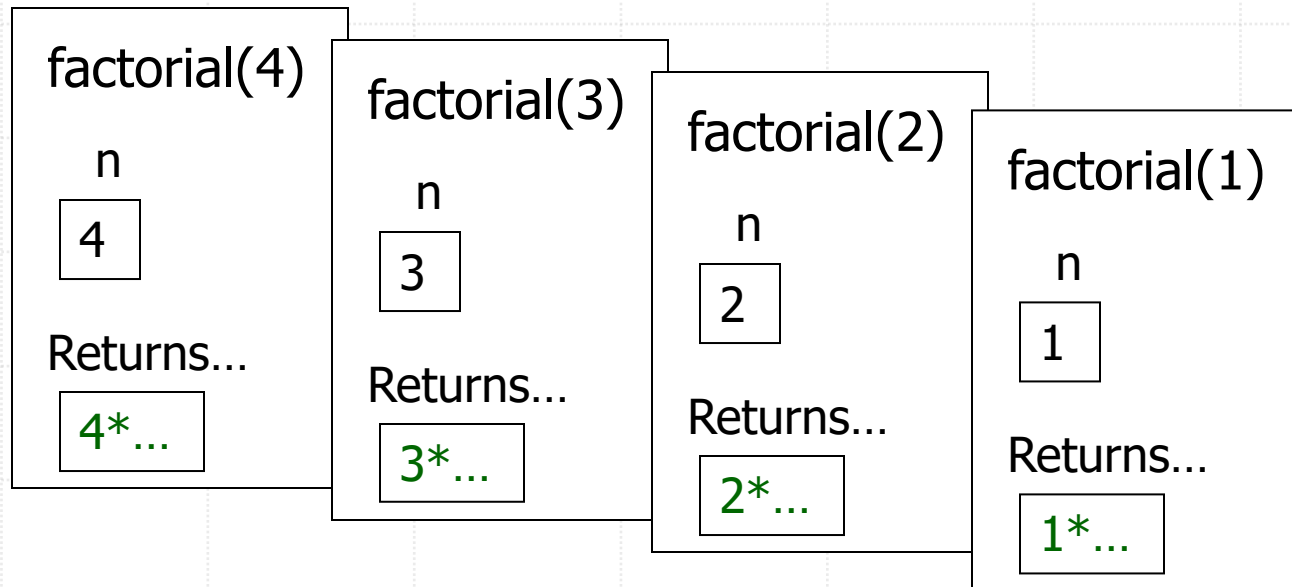 factorial(4)
n
4
Returns…
4*…
factorial(3)
n
3
Returns…
3*…
factorial(2)
n
2
Returns…
2*…
factorial(1)
n
1
Returns…
1*…